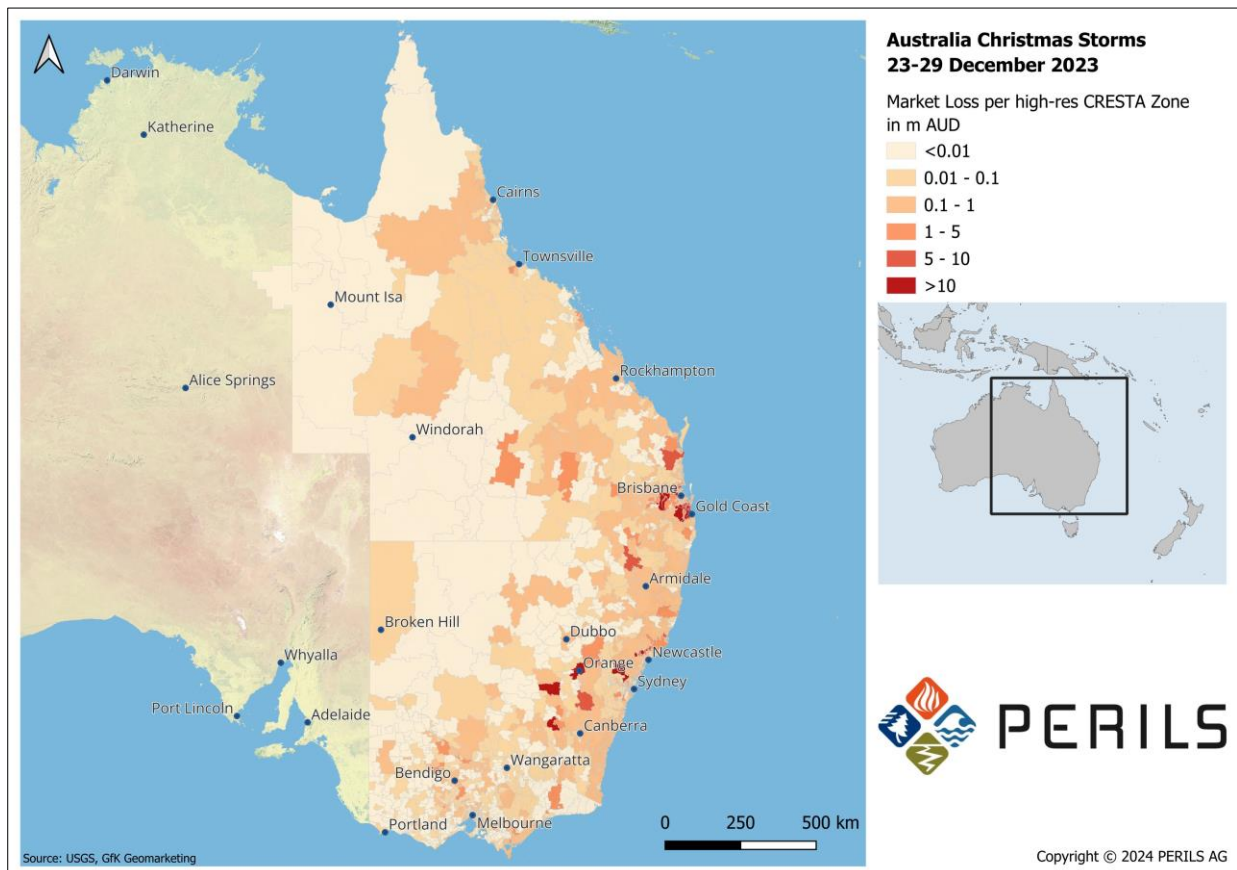 Australia Christmas Storms
23-29 December 2023
Market Loss per high-res CRESTA Zone
in m AUD
<0.01
0.01 - 0.1
0.1 - 1
1 - 5
5 - 10
>10
Darwin
Katherine
Cairns
Townsville
Mount Isa
Rockhampton
Alice Springs
Windorah
Brisbane
Gold Coast
Armidale
Broken Hill
Dubbo
Newcastle
Orange
Whyalla
Sydney
Port Lincoln
Adelaide
Canberra
Wangaratta
Bendigo
Melbourne
Portland
0 250 500 km
PERILS
Source: USGS, GfK Geomarketing
Copyright © 2024 PERILS AG